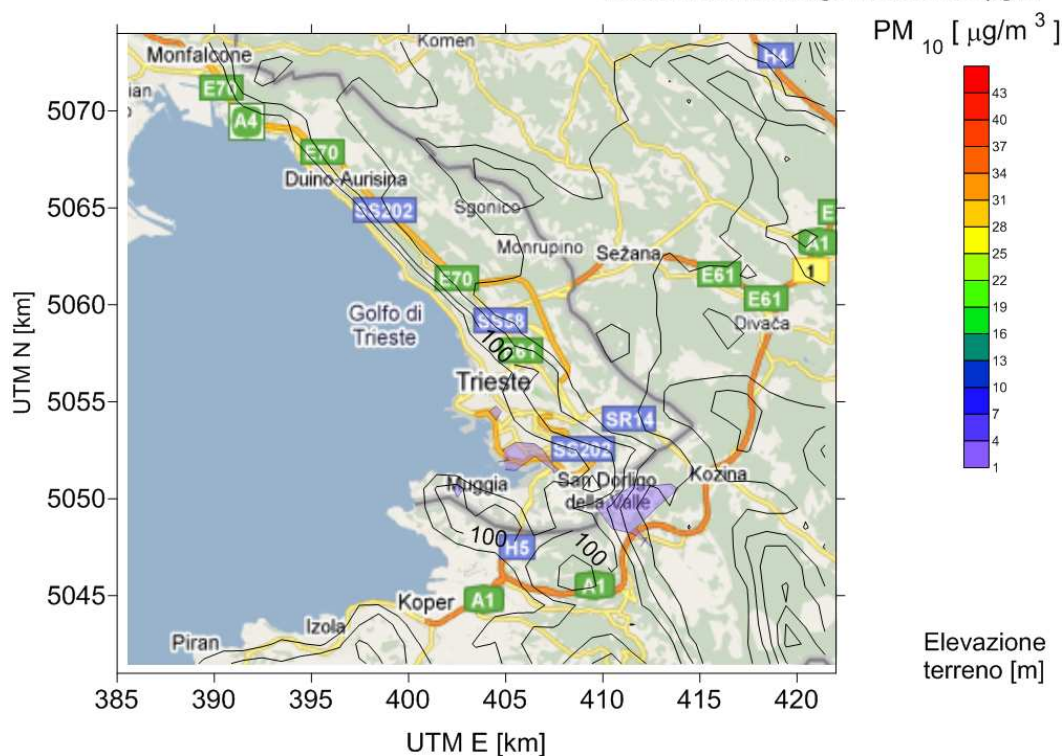 PM 10 [ µg/m 3 ]
43
40
37
34
31
28
25
22
19
16
13
10
7
4
1
Elevazione
terreno [m]
UTM N [km]
5070
5065
5060
5055
5050
5045
385
390
395
400
405
410
415
420
UTM E [km]
Komen
Monfalcone
H4
E70
A4
E70
Duino-Aurisina
SS202
Sgonico
Monrupino
Sežana
E
A1
1
E70
E61
E61
Golfo di
Trieste
SS58
Divača
100
Trieste
SR14
SS202
Kozina
Muggia
San Dorligo
della Valle
100
H5
100
A1
A1
Koper
Izola
Piran